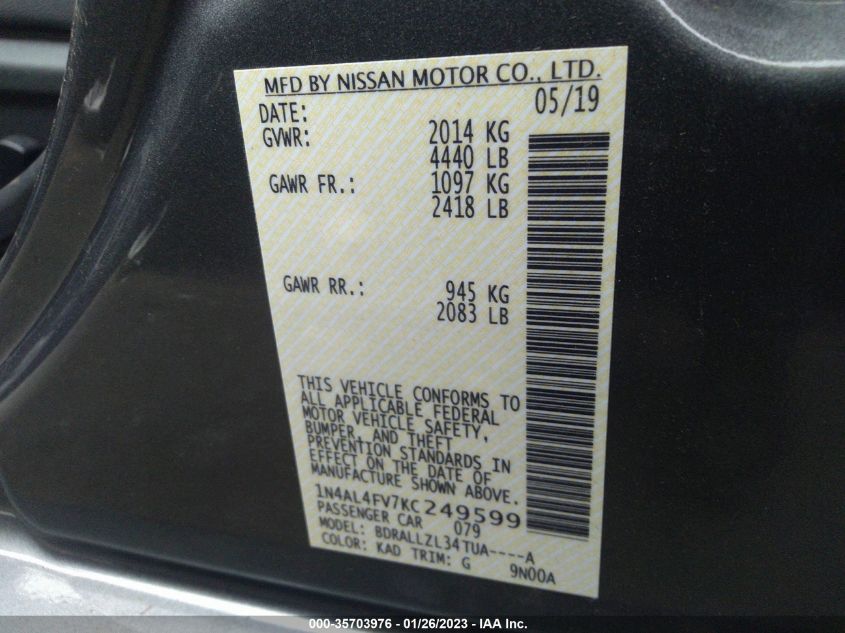 MFD BY NISSAN MOTOR CO., LTD.
DATE: 05/19
GVWR: 2014 KG
4440 LB
GAWR FR.: 1097 KG
2418 LB
GAWR RR.: 945 KG
2083 LB
THIS VEHICLE CONFORMS TO
ALL APPLICABLE FEDERAL
MOTOR VEHICLE SAFETY,
BUMPER, AND THEFT
PREVENTION STANDARDS IN
EFFECT ON THE DATE OF
MANUFACTURE SHOWN ABOVE.
1N4AL4FV7KC249599
PASSENGER CAR 079
MODEL: BDRALLZL34TUA----A
COLOR: KAD TRIM: G 9N00A
000-35703976 - 01/26/2023 - IAA Inc.